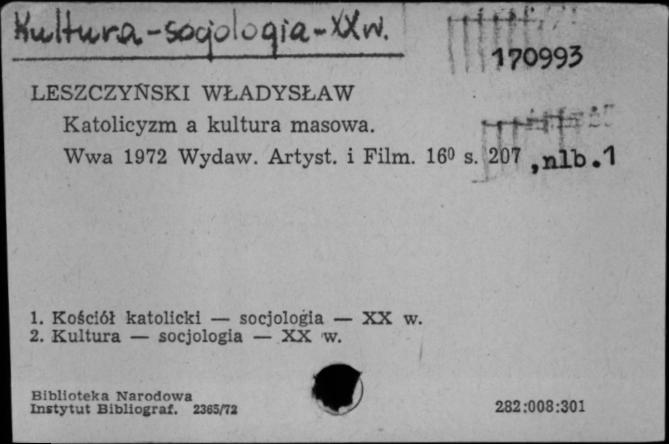 Kultura-socjologia-XXw.
170993
LESZCZYŃSKI WŁADYSŁAW
Katolicyzm a kultura masowa.
Wwa 1972 Wydaw. Artyst. i Film. 16⁰ s. 207 , nlb. 1
1. Kościół katolicki — socjologia — XX w.
2. Kultura — socjologia — XX w.
Biblioteka Narodowa
Instytut Bibliograf. 2365/72
282:008:301